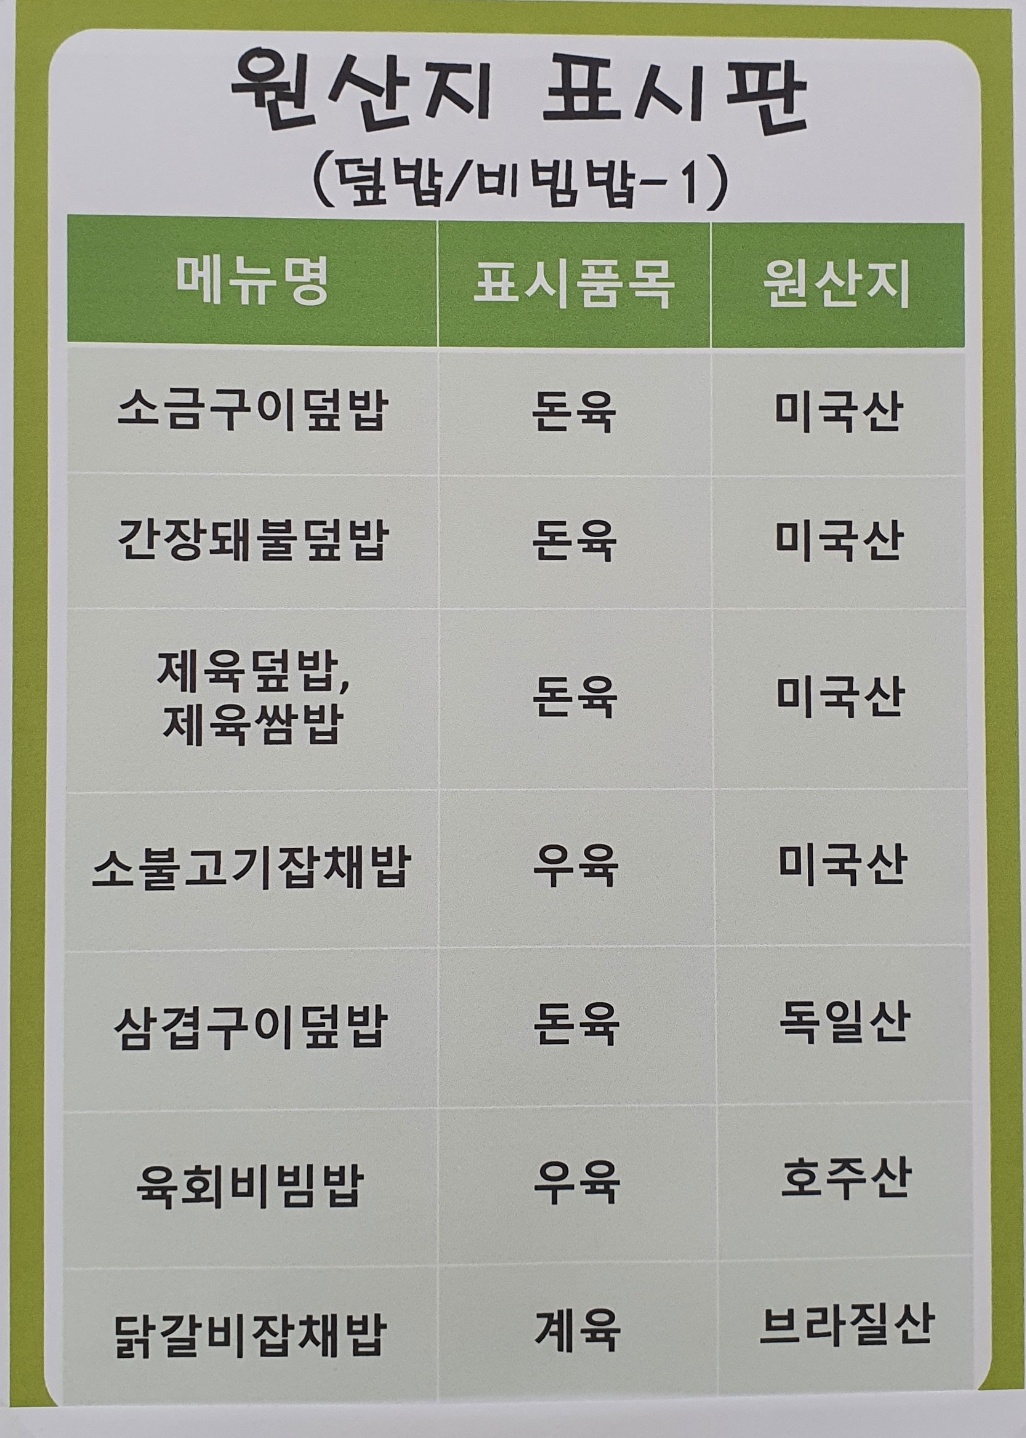 원산지 표시판
(덮밥/비빔밥-1)
메뉴명 표시품목 원산지
소금구이덮밥 돈육 미국산
간장돼불덮밥 돈육 미국산
제육덮밥,
제육쌈밥 돈육 미국산
소불고기잡채밥 우육 미국산
삼겹구이덮밥 돈육 독일산
육회비빔밥 우육 호주산
닭갈비잡채밥 계육 브라질산